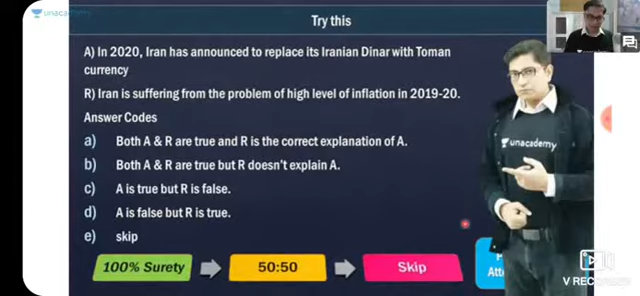 unacademy
Try this
A) In 2020, Iran has announced to replace its Iranian Dinar with Toman
currency
R) Iran is suffering from the problem of high level of inflation in 2019-20.
Answer Codes
a) Both A & R are true and R is the correct explanation of A.
b) Both A & R are true but R doesn't explain A.
c) A is true but R is false.
d) A is false but R is true.
e) skip
unacademy
100% Surety
50:50
Skip
V RECORDING